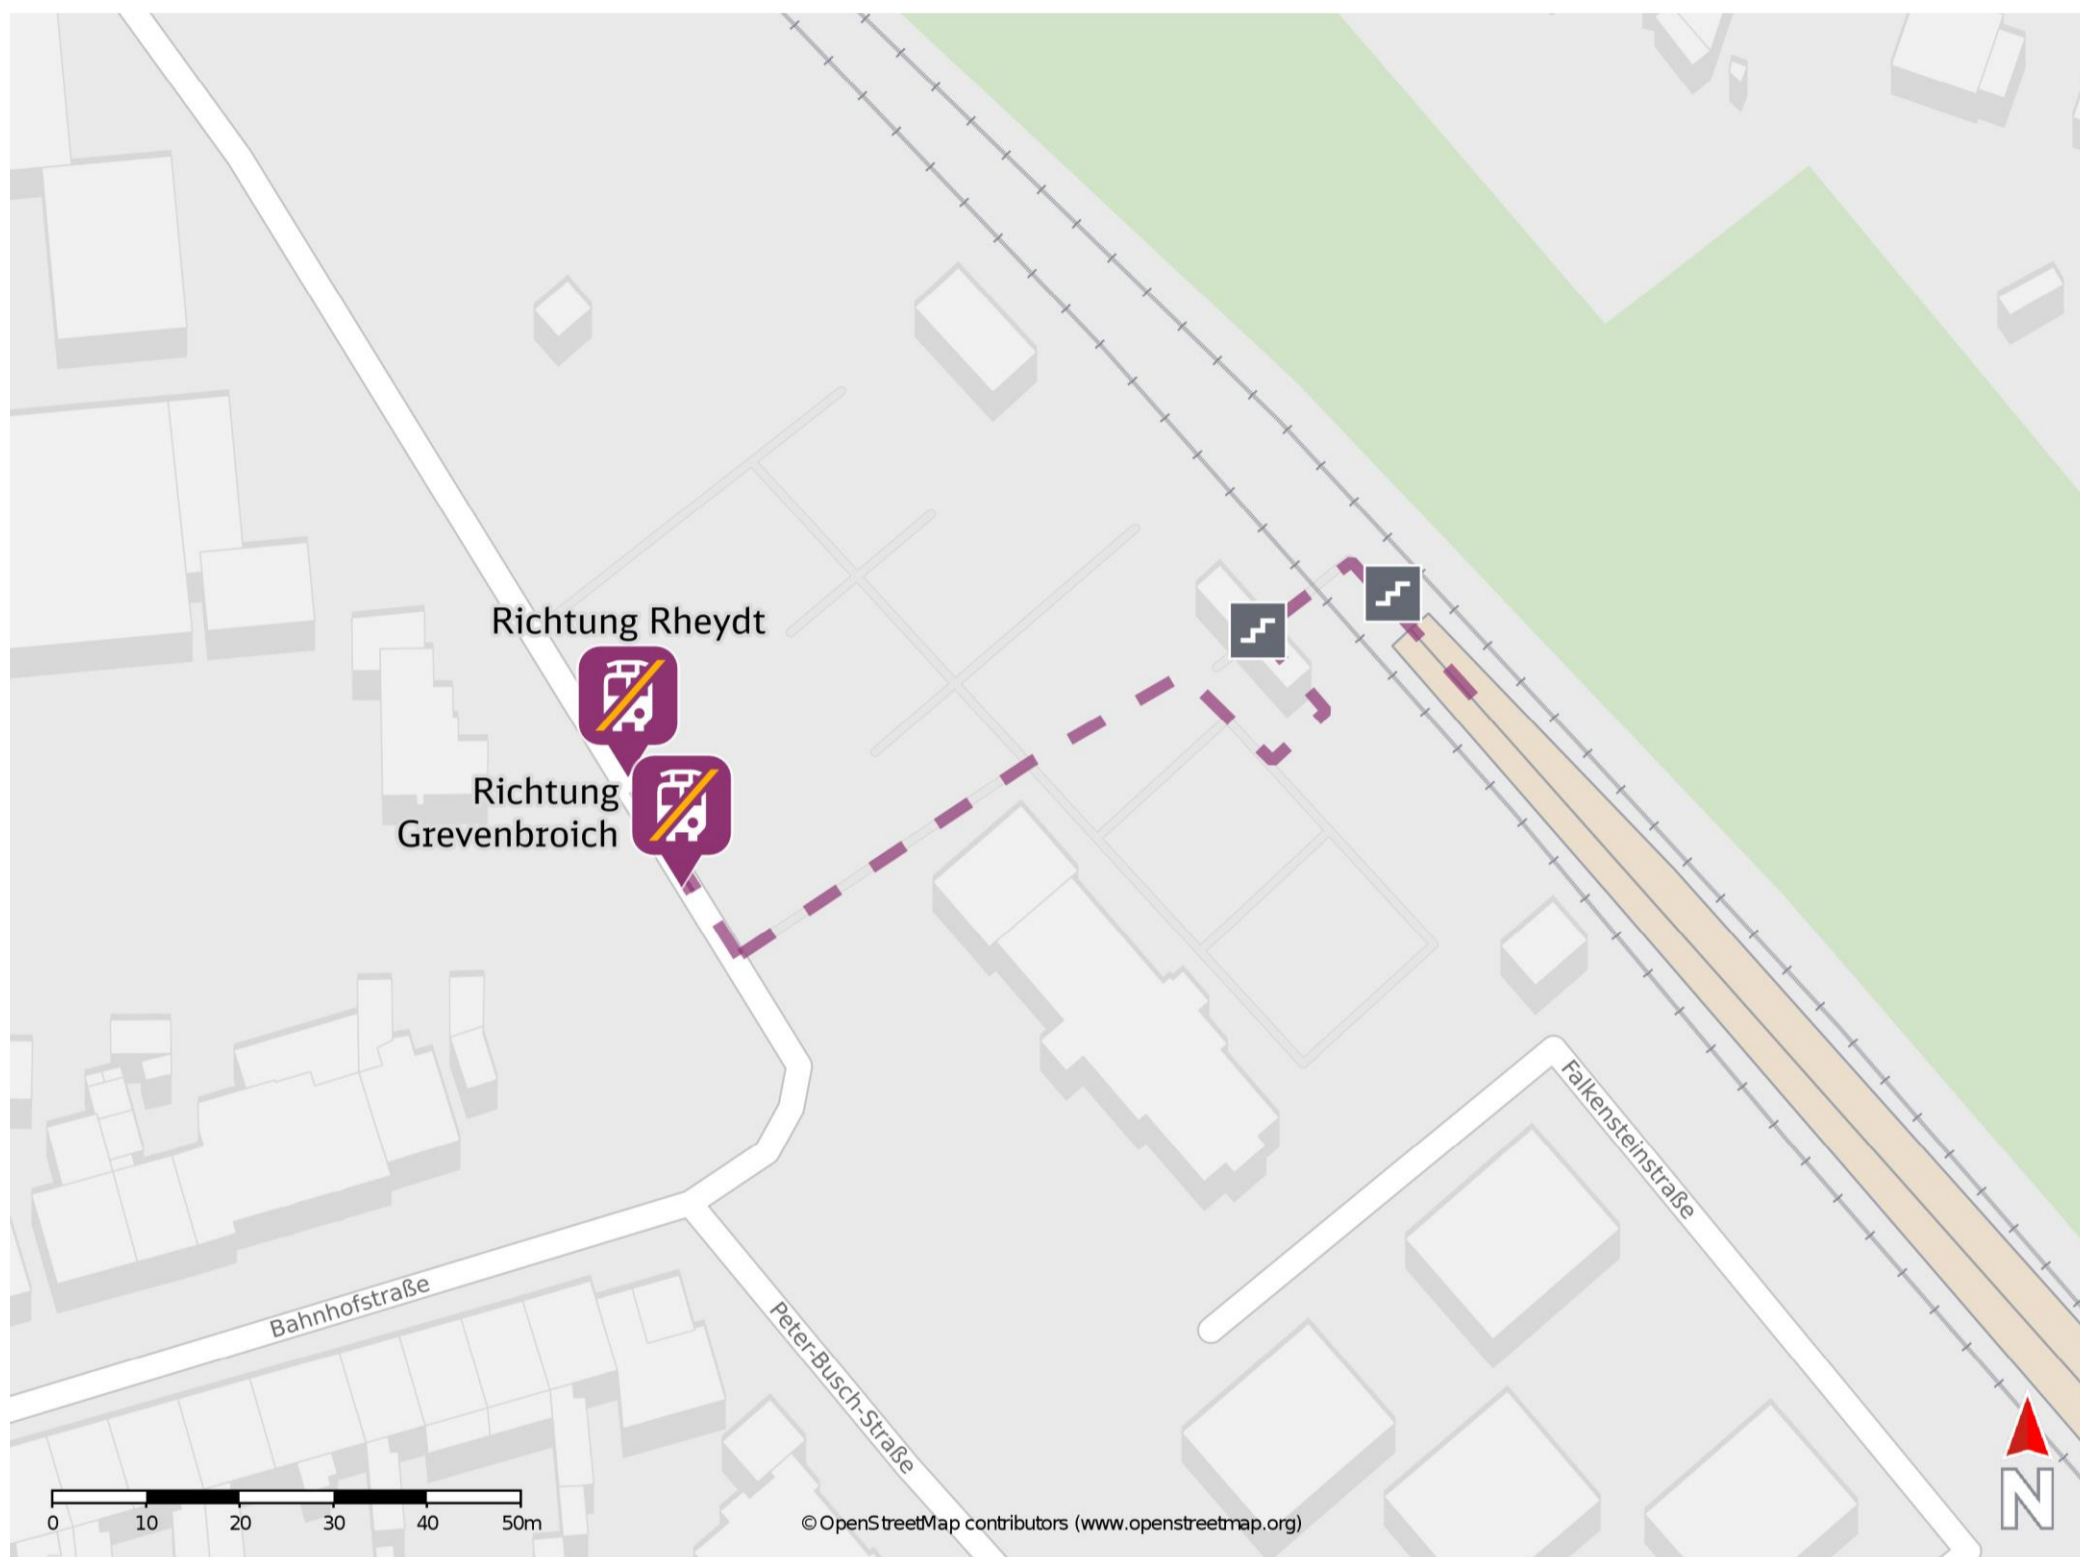 Richtung Rheydt
Richtung
Grevenbroich
Falkensteinstraße
Bahnhofstraße
Peter-Busch-Straße
0 10 20 30 40 50m
© OpenStreetMap contributors (www.openstreetmap.org)
N